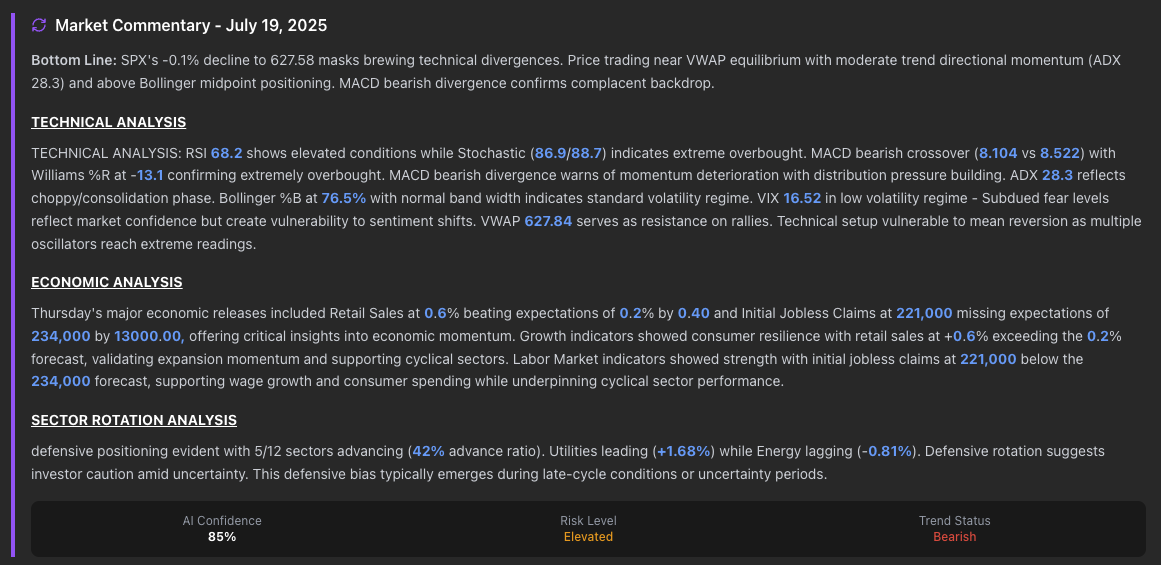 Market Commentary - July 19, 2025
Bottom Line: SPX's -0.1% decline to 627.58 masks brewing technical divergences. Price trading near VWAP equilibrium with moderate trend directional momentum (ADX
28.3) and above Bollinger midpoint positioning. MACD bearish divergence confirms complacent backdrop.
TECHNICAL ANALYSIS
TECHNICAL ANALYSIS: RSI 68.2 shows elevated conditions while Stochastic (86.9/88.7) indicates extreme overbought. MACD bearish crossover (8.104 vs 8.522) with
Williams %R at -13.1 confirming extremely overbought. MACD bearish divergence warns of momentum deterioration with distribution pressure building. ADX 28.3 reflects
choppy/consolidation phase. Bollinger %B at 76.5% with normal band width indicates standard volatility regime. VIX 16.52 in low volatility regime - Subdued fear levels
reflect market confidence but create vulnerability to sentiment shifts. VWAP 627.84 serves as resistance on rallies. Technical setup vulnerable to mean reversion as multiple
oscillators reach extreme readings.
ECONOMIC ANALYSIS
Thursday's major economic releases included Retail Sales at 0.6% beating expectations of 0.2% by 0.40 and Initial Jobless Claims at 221,000 missing expectations of
234,000 by 13000.00, offering critical insights into economic momentum. Growth indicators showed consumer resilience with retail sales at +0.6% exceeding the 0.2%
forecast, validating expansion momentum and supporting cyclical sectors. Labor Market indicators showed strength with initial jobless claims at 221,000 below the
234,000 forecast, supporting wage growth and consumer spending while underpinning cyclical sector performance.
SECTOR ROTATION ANALYSIS
defensive positioning evident with 5/12 sectors advancing (42% advance ratio). Utilities leading (+1.68%) while Energy lagging (-0.81%). Defensive rotation suggests
investor caution amid uncertainty. This defensive bias typically emerges during late-cycle conditions or uncertainty periods.
AI Confidence Risk Level Trend Status
85% Elevated Bearish